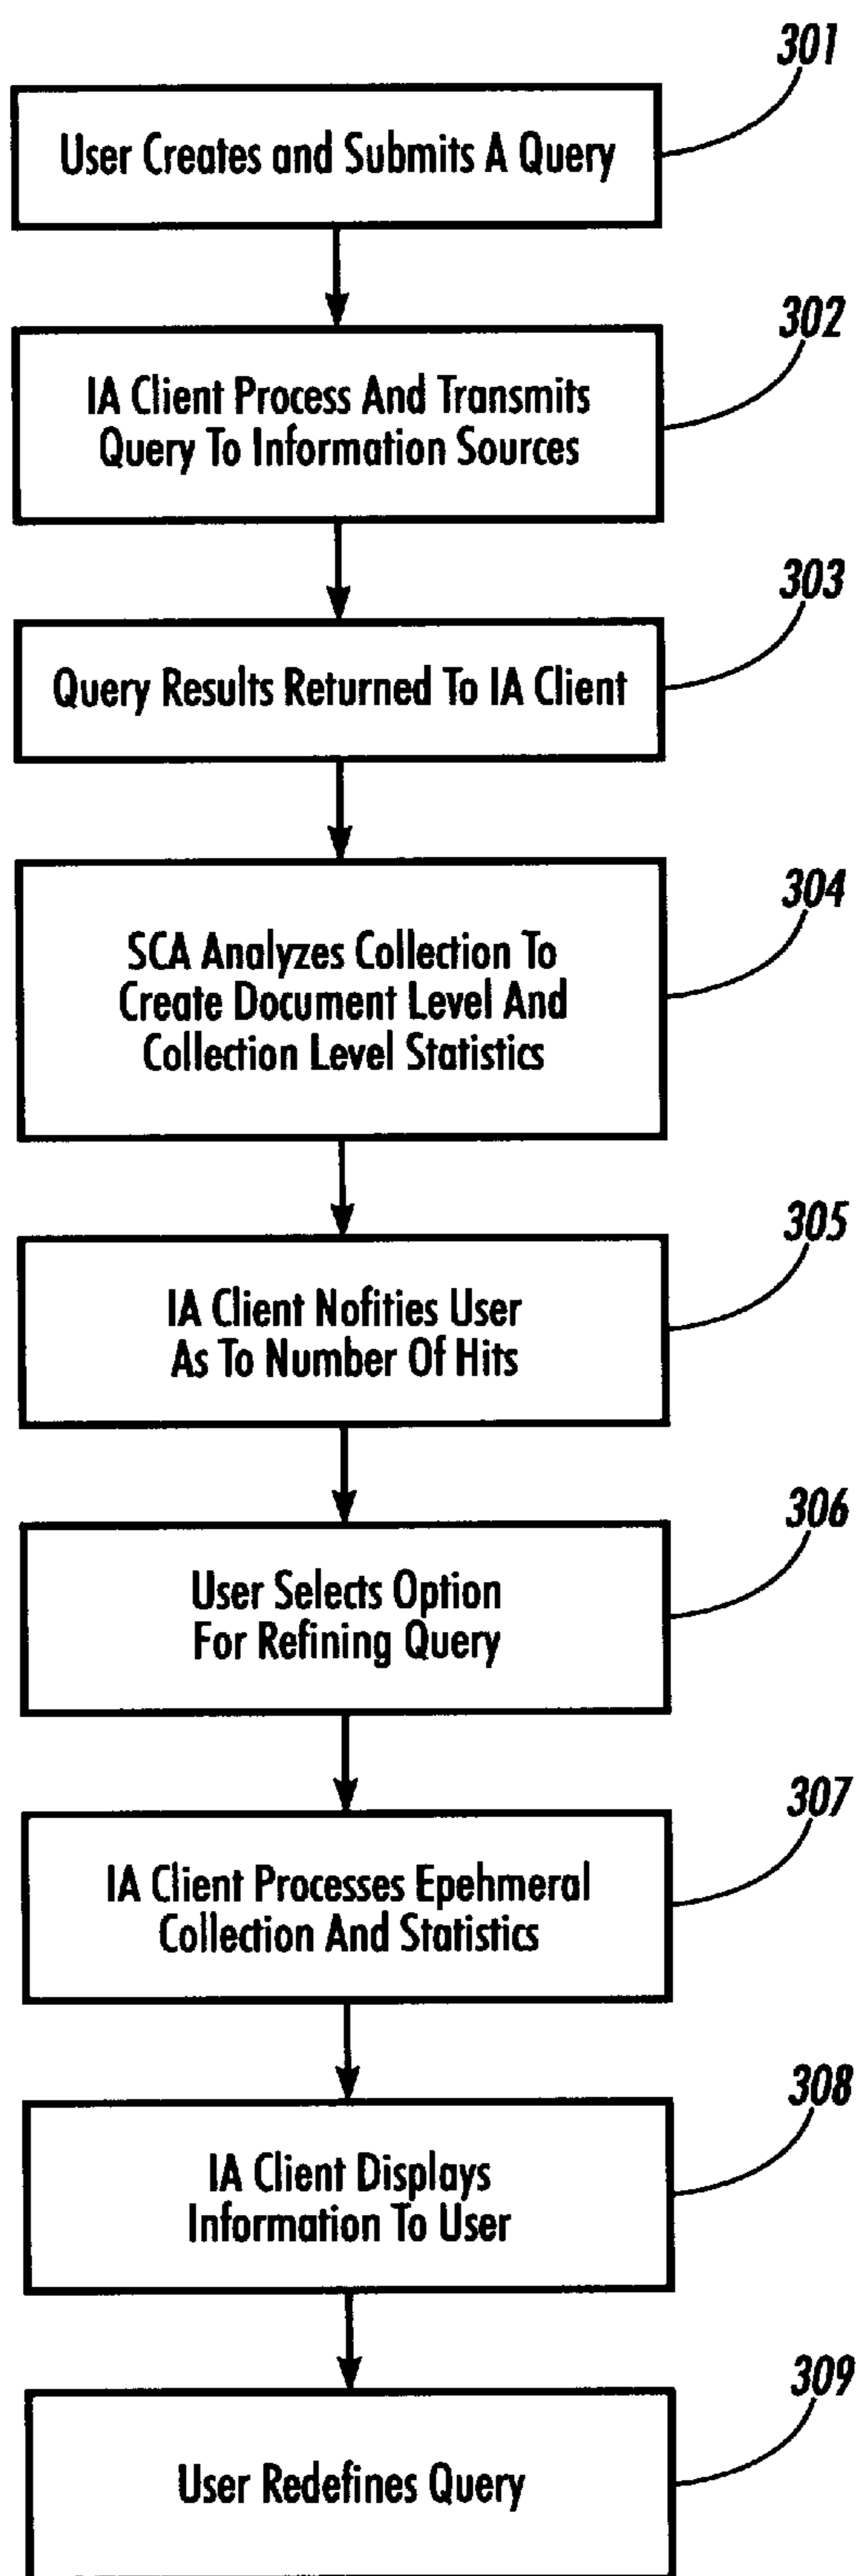 301
User Creates and Submits A Query
302
IA Client Process And Transmits
Query To Information Sources
303
Query Results Returned To IA Client
304
SCA Analyzes Collection To
Create Document Level And
Collection Level Statistics
305
IA Client Nofities User
As To Number Of Hits
306
User Selects Option
For Refining Query
307
IA Client Processes Epehmeral
Collection And Statistics
308
IA Client Displays
Information To User
309
User Redefines Query